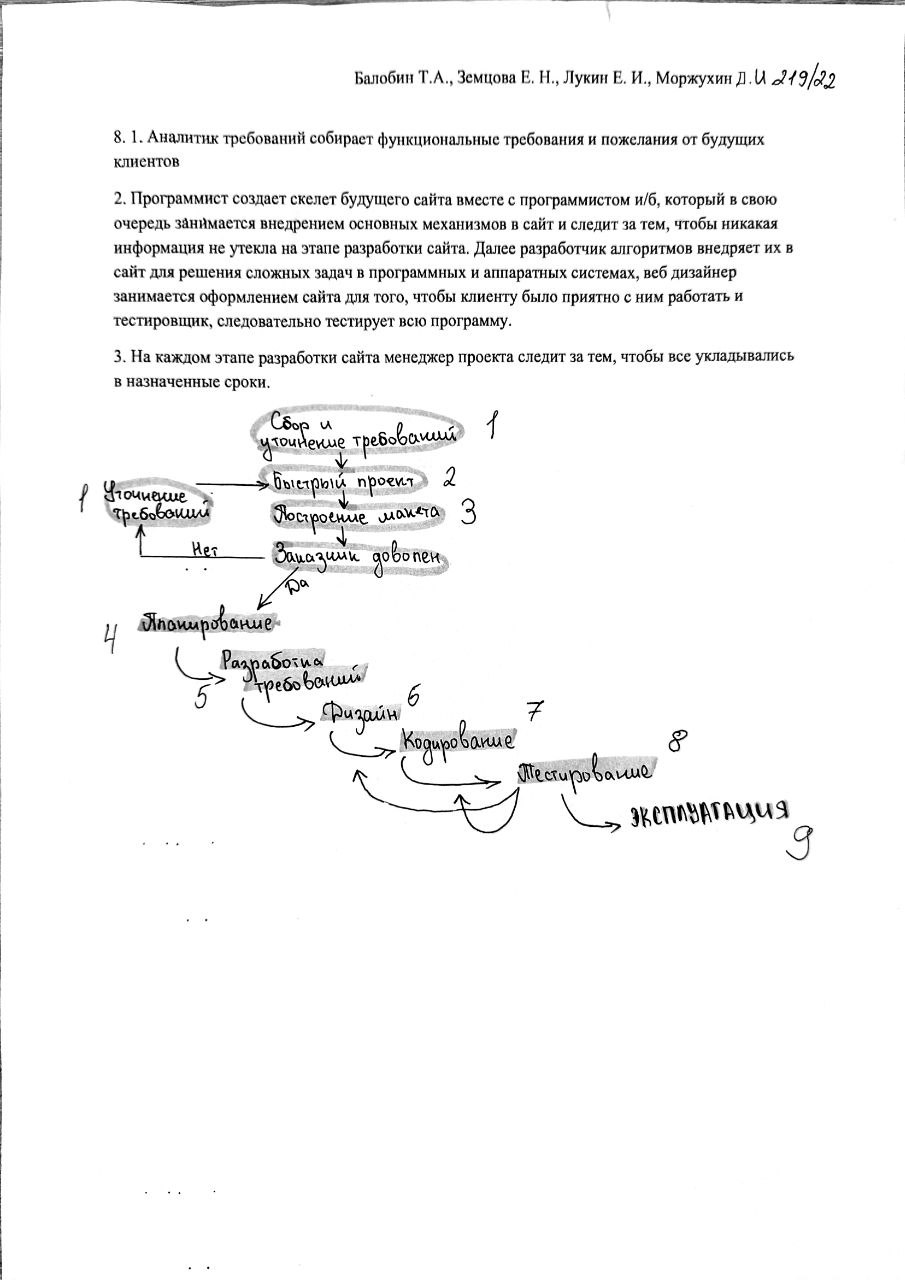 Балобин Т.А., Земцова Е. Н., Лукин Е. И., Моржухин Д.И 219/22
8. 1. Аналитик требований собирает функциональные требования и пожелания от будущих
клиентов
2. Программист создает скелет будущего сайта вместе с программистом и/б, который в свою
очередь занимается внедрением основных механизмов в сайт и следит за тем, чтобы никакая
информация не утекла на этапе разработки сайта. Далее разработчик алгоритмов внедряет их в
сайт для решения сложных задач в программных и аппаратных системах, веб дизайнер
занимается оформлением сайта для того, чтобы клиенту было приятно с ним работать и
тестировщик, следовательно тестирует всю программу.
3. На каждом этапе разработки сайта менеджер проекта следит за тем, чтобы все укладывались
в назначенные сроки.
Сбор и
уточнение требований 1
Быстрый проект 2
1 Уточнение
требований
Построение макета 3
Нет
Заказчик доволен
Да
4 Планирование
Разработка
требований
5
Дизайн 6
Кодирование 7
Тестирование 8
ЭКСПЛУАТАЦИЯ
9